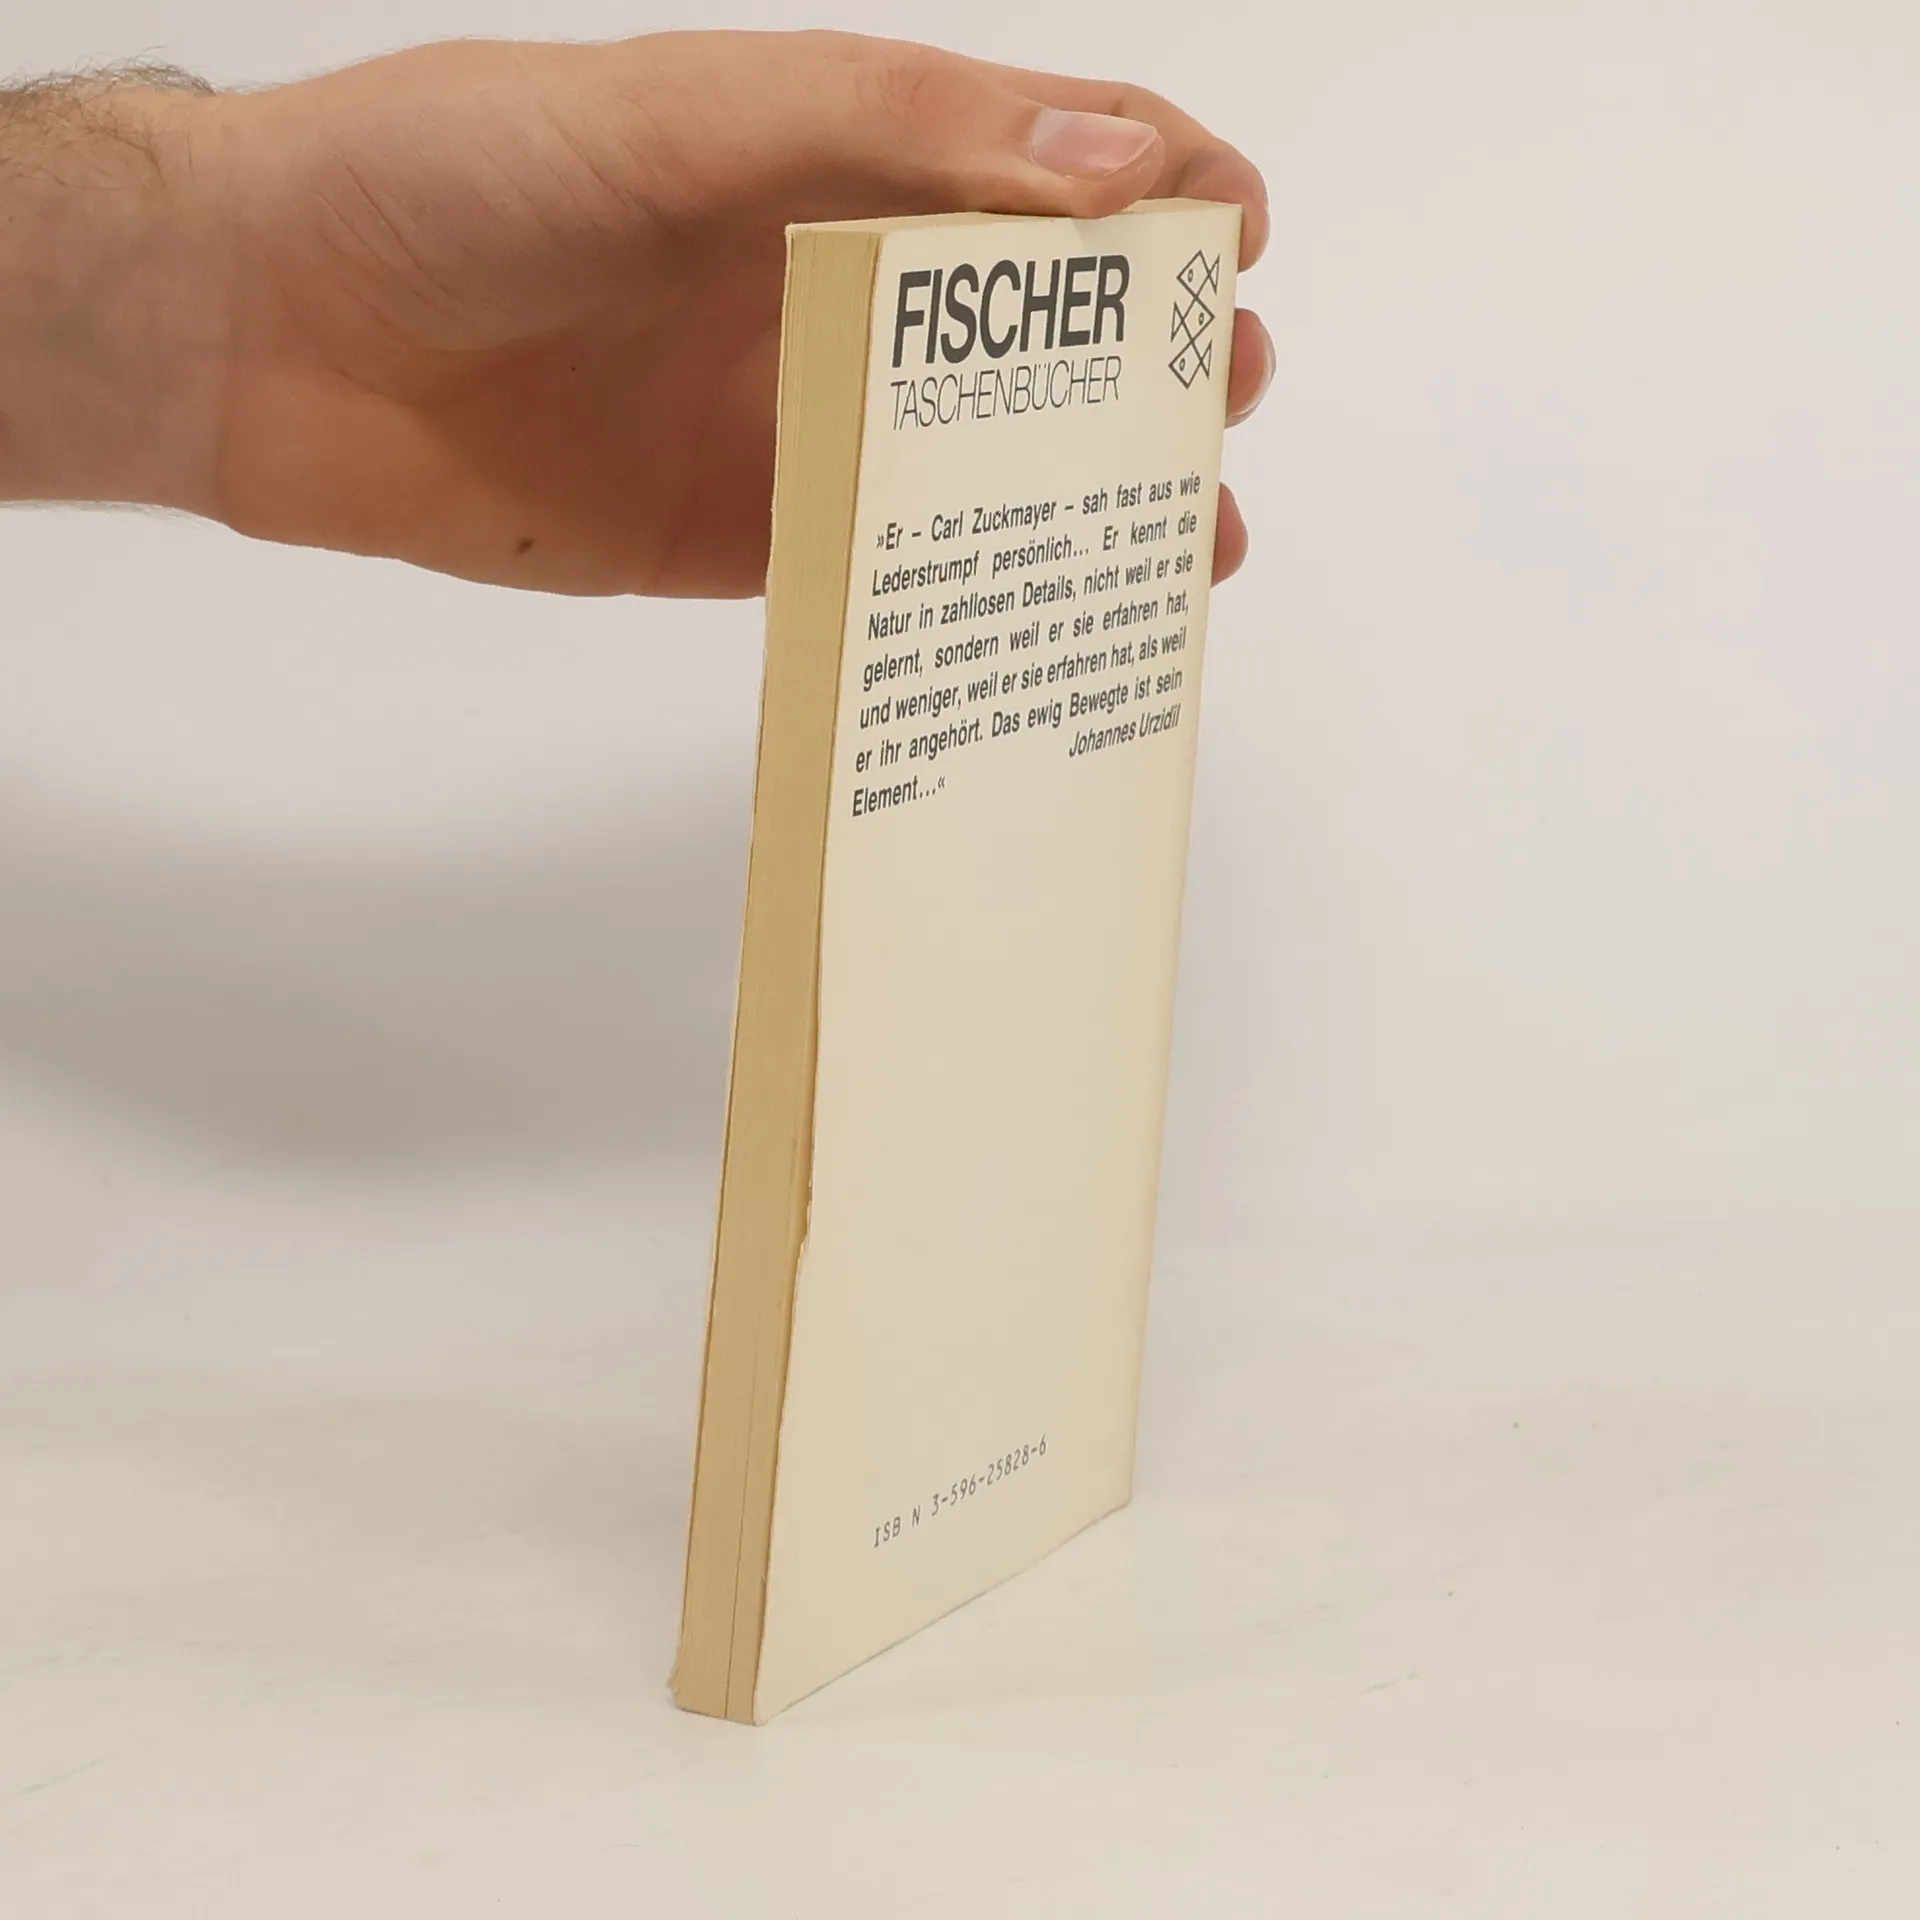 FISCHER
TASCHENBÜCHER
»Er – Carl Zuckmayer – sah fast aus wie
Lederstrumpf persönlich... Er kennt die
Natur in zahllosen Details, nicht weil er sie
gelernt, sondern weil er sie erfahren hat,
und weniger, weil er sie erfahren hat, als weil
er ihr angehört. Das ewig Bewegte ist sein
Element...«
Johannes Urzidil
ISB N 3-596-25828-6